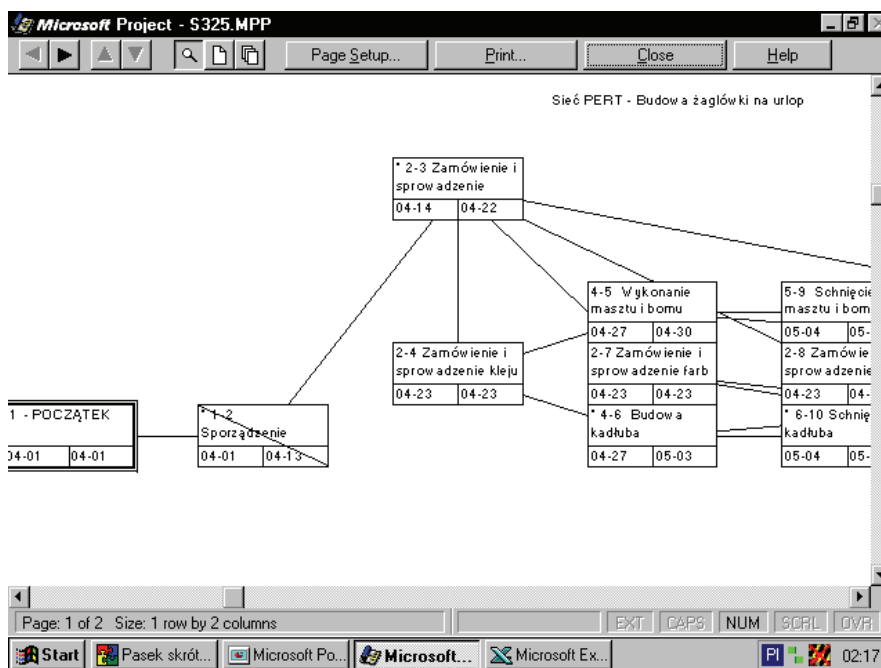 Microsoft Project - S325.MPP
Page Setup... Print... Close Help
Sieć PERT - Budowa żaglówki na urlop
* 2-3 Zamówienie i
sprowadzenie
04-14 04-22
4-5 Wykonanie
masztu i bomu
04-27 04-30
5-9 Schnięcie
masztu i bom
05-04 05-
2-4 Zamówienie i
sprowadzenie kleju
04-23 04-23
2-7 Zamówienie i
sprowadzenie farb
04-23 04-23
2-8 Zamówie
sprowadzenie
04-23 04-
1 - POCZĄTEK
04-01 04-01
* 1-2
Sporządzenie
04-01 04-13
* 4-6 Budowa
kadłuba
04-27 05-03
* 6-10 Schnię
kadłuba
05-04 05-
Page: 1 of 2 Size: 1 row by 2 columns
EXT CAPS NUM SCRL OVR
Start Pasek skrót... Microsoft Po... Microsoft... Microsoft Ex... Pl 02:17